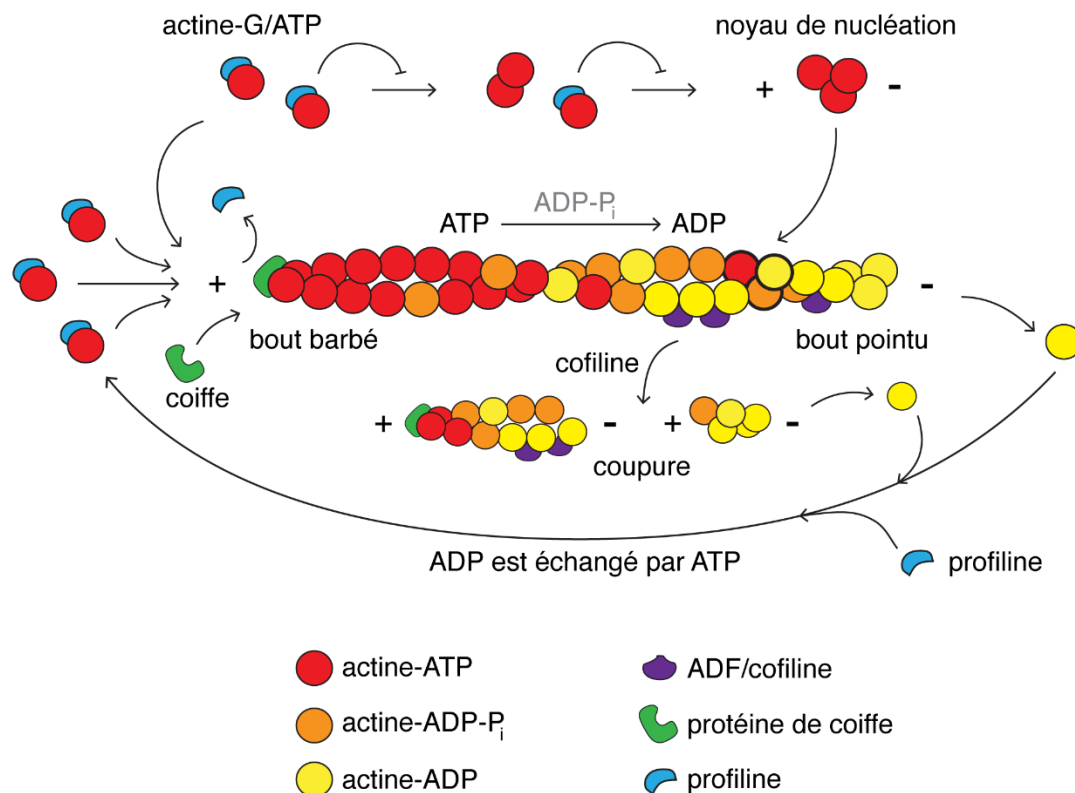 actine-G/ATP
noyau de nucléation
+ -
ATP ADP-Pi ADP
+ -
bout barbé
bout pointu
coiffe
cofiline
+ - + -
coupure
ADP est échangé par ATP
profiline
actine-ATP
actine-ADP-Pi
actine-ADP
ADF/cofiline
protéine de coiffe
profiline